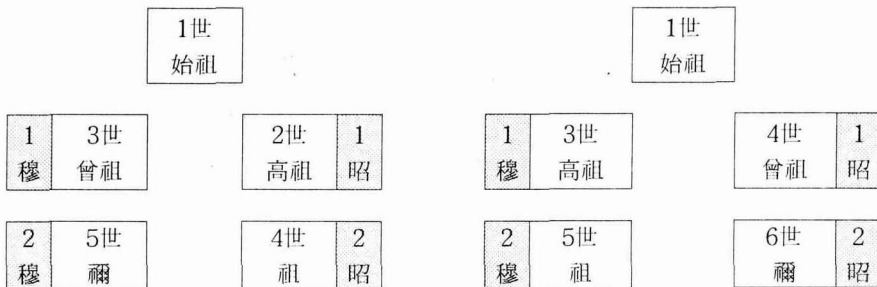 1世
始祖
1世
始祖
1 3世
穆 曾祖
2世 1
高祖 昭
1 3世
穆 高祖
4世 1
曾祖 昭
2 5世
穆 禰
4世 2
祖 昭
2 5世
穆 祖
6世 2
禰 昭